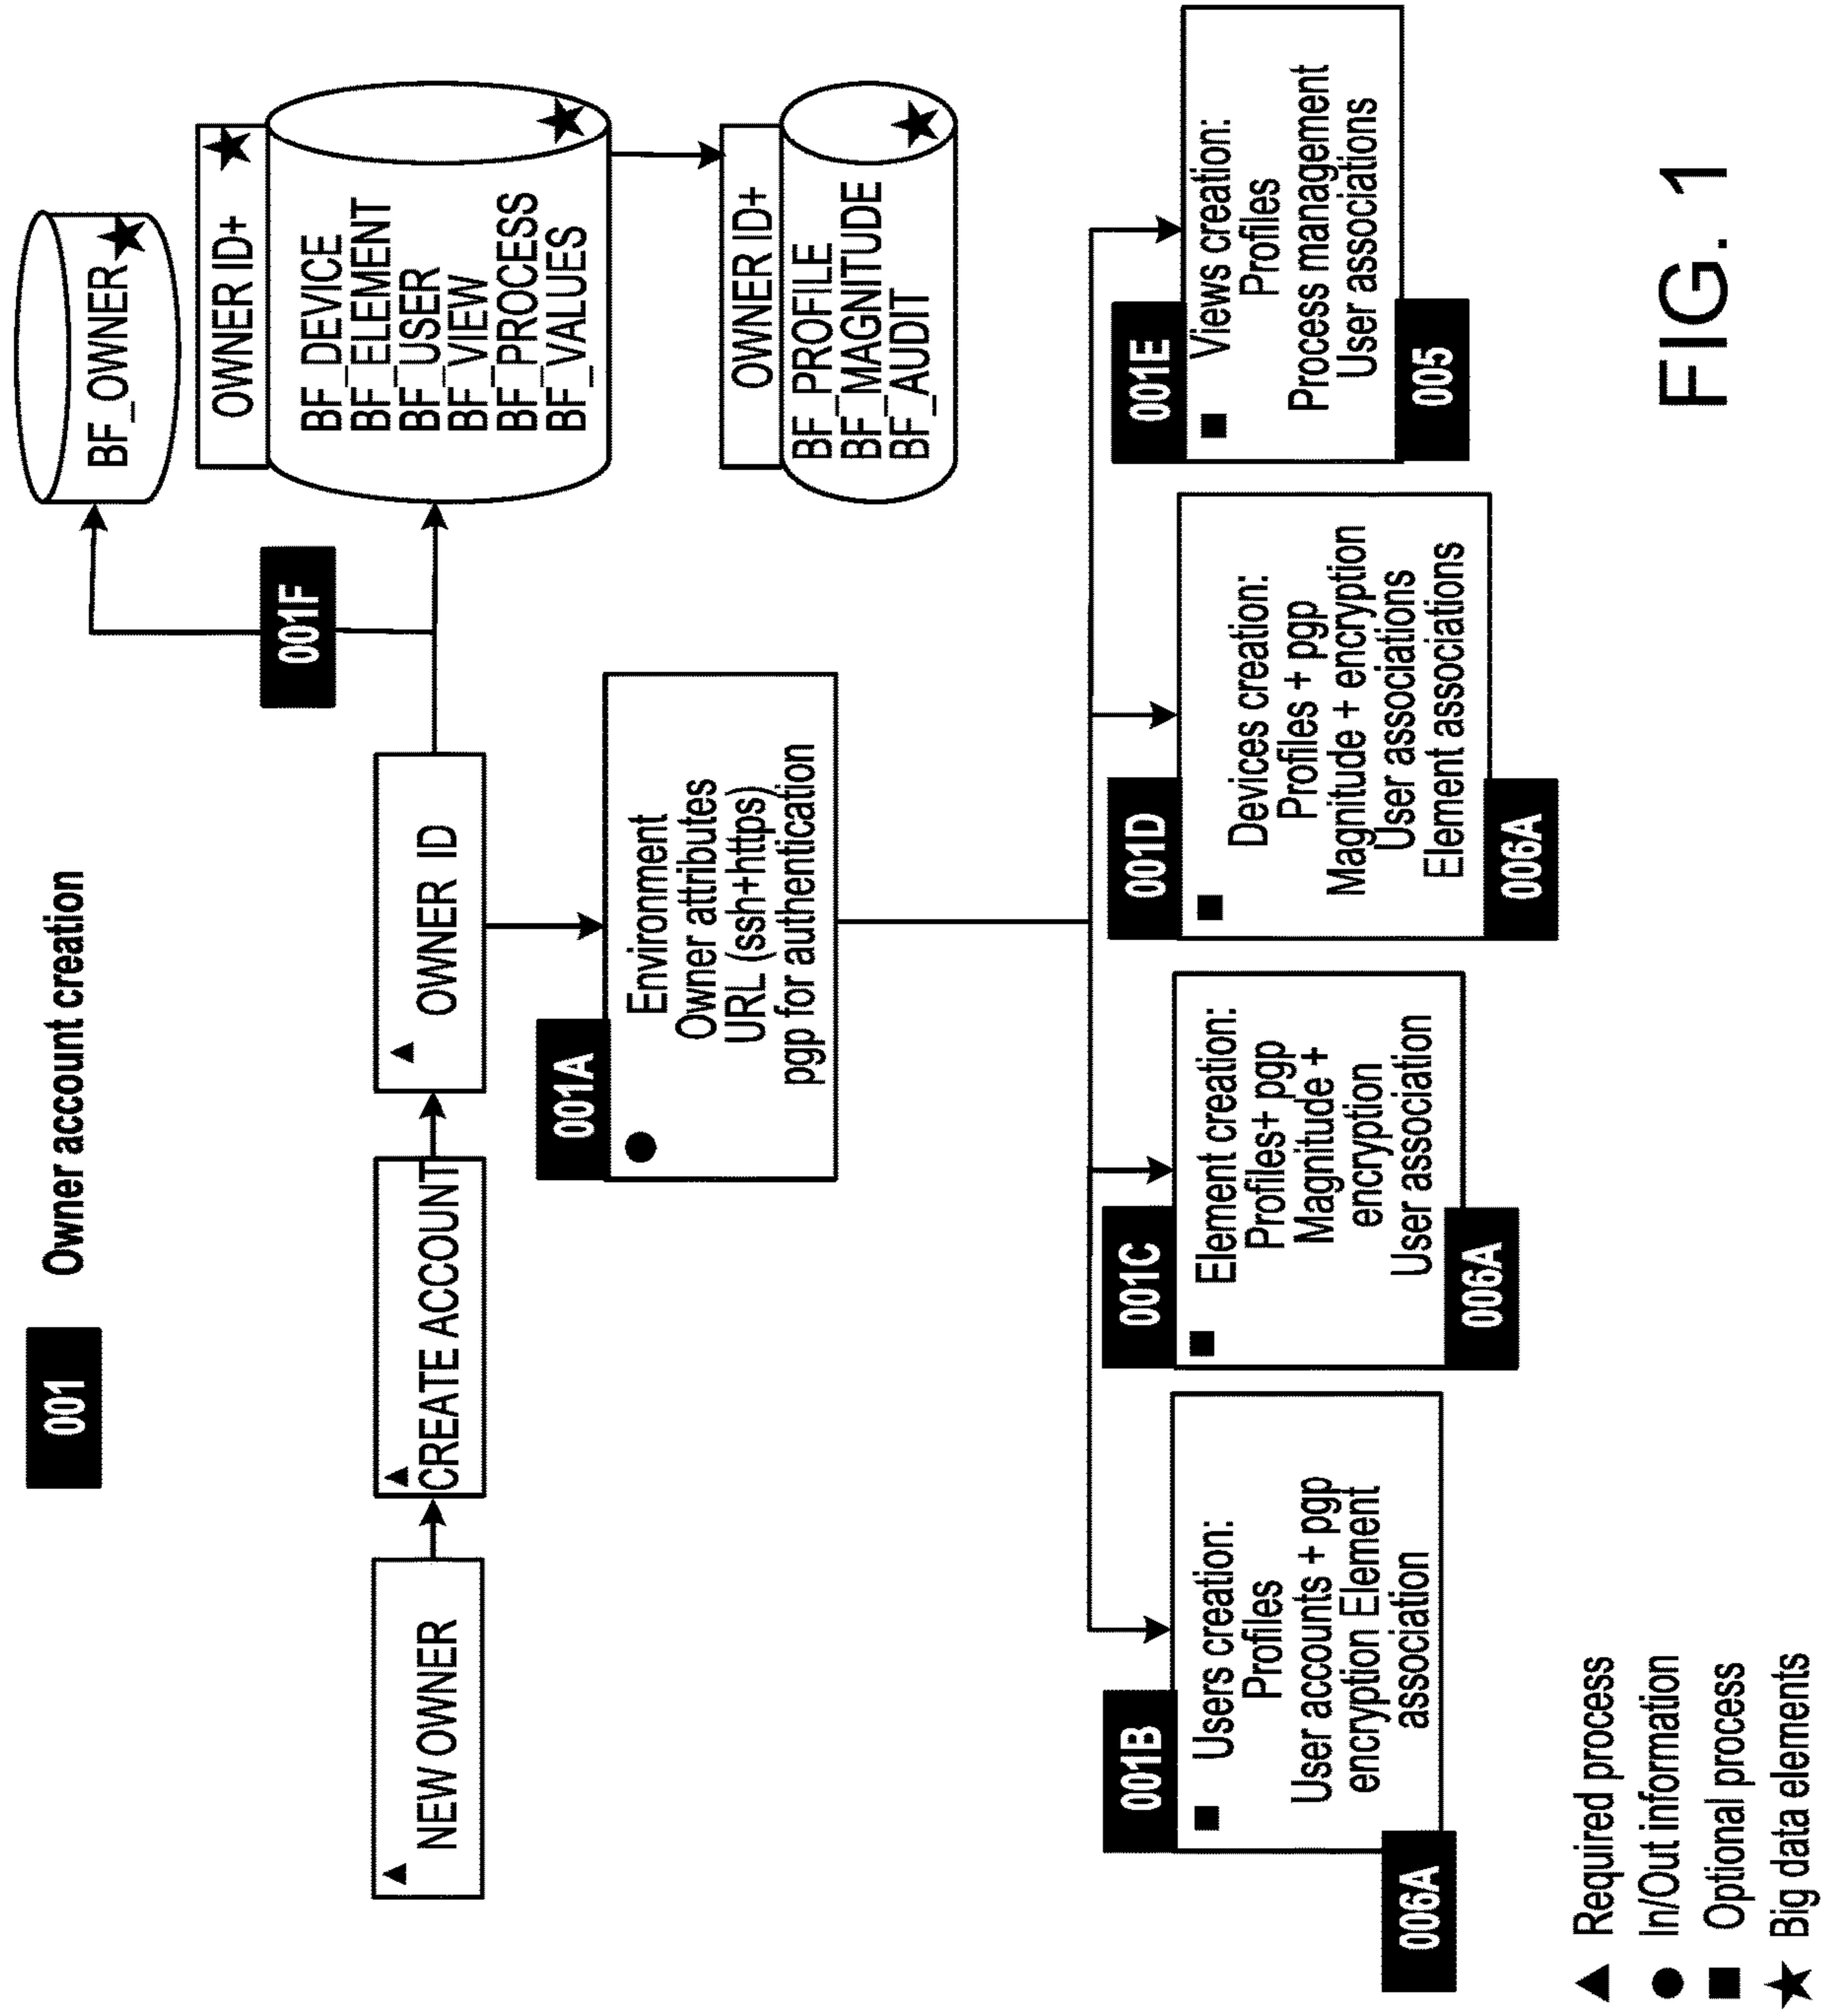 001
Owner account creation
NEW OWNER
CREATE ACCOUNT
OWNER ID
001F
BF_OWNER
OWNER ID+
BF_DEVICE
BF_ELEMENT
BF_USER
BF_VIEW
BF_PROCESS
BF_VALUES
OWNER ID+
BF_PROFILE
BF_MAGNITUDE
BF_AUDIT
001A
Environment
Owner attributes
URL (ssh+https)
pgp for authentication
001B
Users creation:
Profiles
User accounts + pgp
encryption Element
association
006A
001C
Element creation:
Profiles+ pgp
Magnitude +
encryption
User association
006A
001D
Devices creation:
Profiles + pgp
Magnitude + encryption
User associations
Element associations
006A
001E
Views creation:
Profiles
Process management
User associations
005
Required process
In/Out information
Optional process
Big data elements
FIG. 1